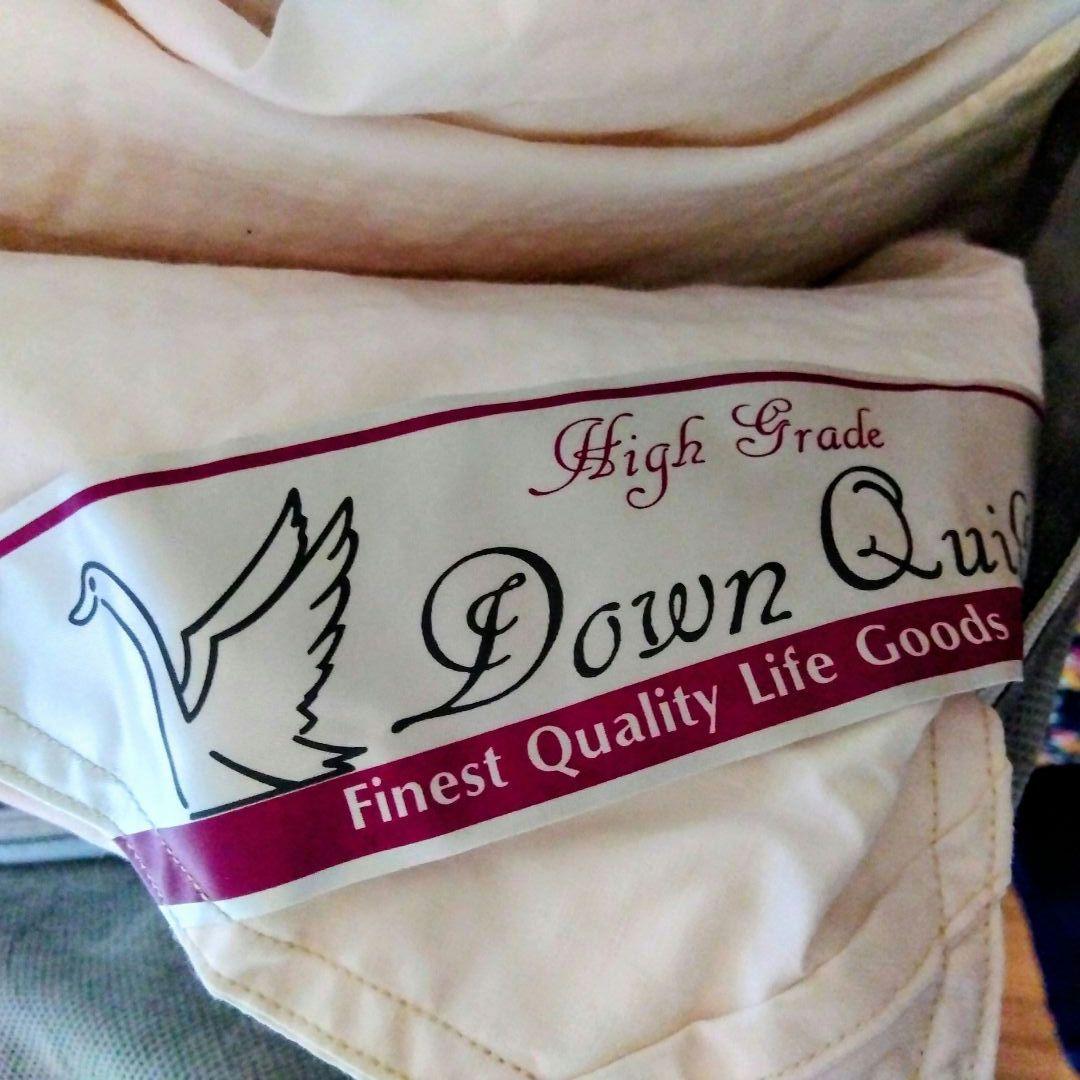 High Grade
Down Quil
Finest Quality Life Goods